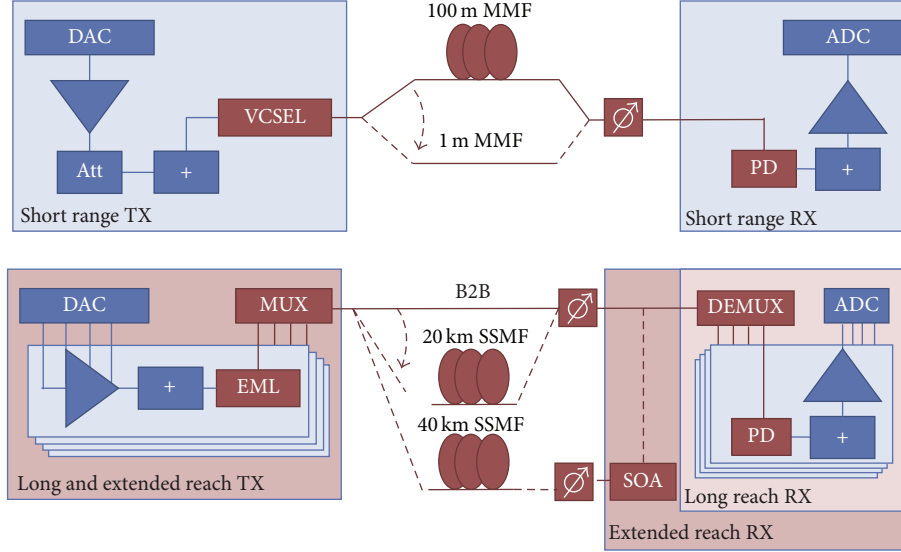 100 m MMF
DAC
ADC
VCSEL
1 m MMF
Att
+
PD
+
Short range TX
Short range RX
DAC
MUX
B2B
DEMUX
ADC
20 km SSMF
+
EML
40 km SSMF
PD
+
SOA
Long and extended reach TX
Long reach RX
Extended reach RX